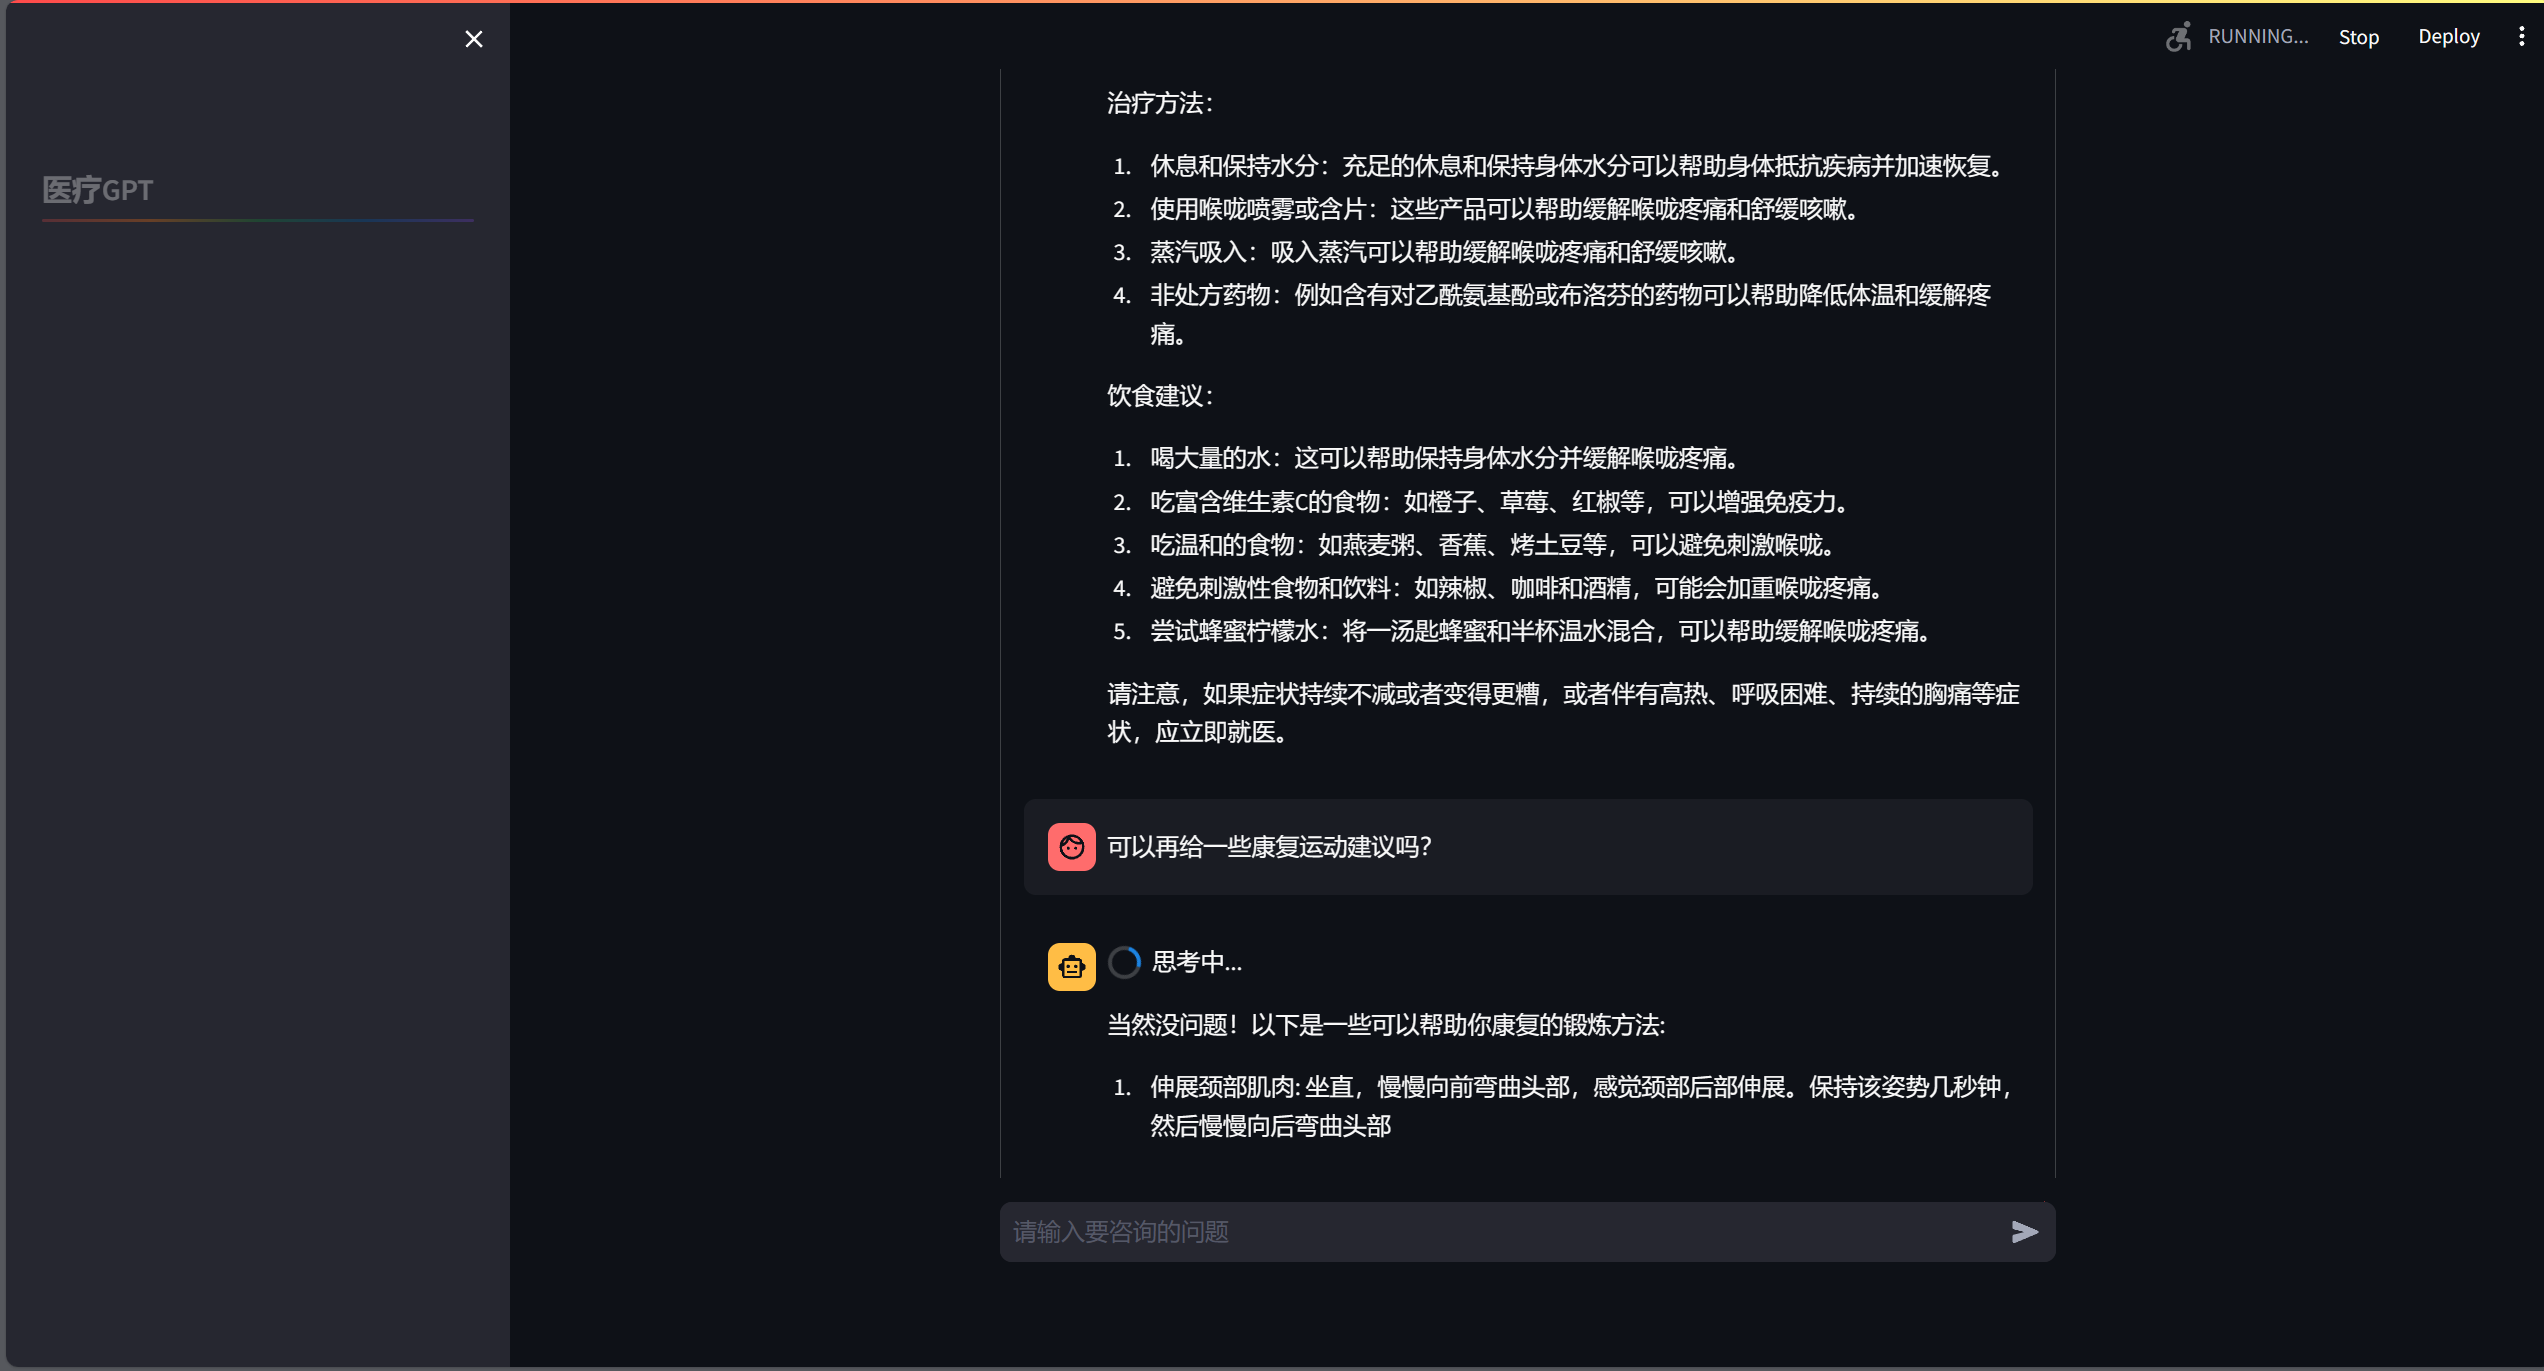 RUNNING...
Stop
Deploy
医疗GPT
治疗方法：
1. 休息和保持水分：充足的休息和保持身体水分可以帮助身体抵抗疾病并加速恢复。
2. 使用喉咙喷雾或含片：这些产品可以帮助缓解喉咙疼痛和舒缓咳嗽。
3. 蒸汽吸入：吸入蒸汽可以帮助缓解喉咙疼痛和舒缓咳嗽。
4. 非处方药物：例如含有对乙酰氨基酚或布洛芬的药物可以帮助降低体温和缓解疼
痛。
饮食建议：
1. 喝大量的水：这可以帮助保持身体水分并缓解喉咙疼痛。
2. 吃富含维生素C的食物：如橙子、草莓、红椒等，可以增强免疫力。
3. 吃温和的食物：如燕麦粥、香蕉、烤土豆等，可以避免刺激喉咙。
4. 避免刺激性食物和饮料：如辣椒、咖啡和酒精，可能会加重喉咙疼痛。
5. 尝试蜂蜜柠檬水：将一汤匙蜂蜜和半杯温水混合，可以帮助缓解喉咙疼痛。
请注意，如果症状持续不减或者变得更糟，或者伴有高热、呼吸困难、持续的胸痛等症
状，应立即就医。
可以再给一些康复运动建议吗？
思考中...
当然没问题！以下是一些可以帮助你康复的锻炼方法:
1. 伸展颈部肌肉: 坐直，慢慢向前弯曲头部，感觉颈部后部伸展。保持该姿势几秒钟，
然后慢慢向后弯曲头部
请输入要咨询的问题